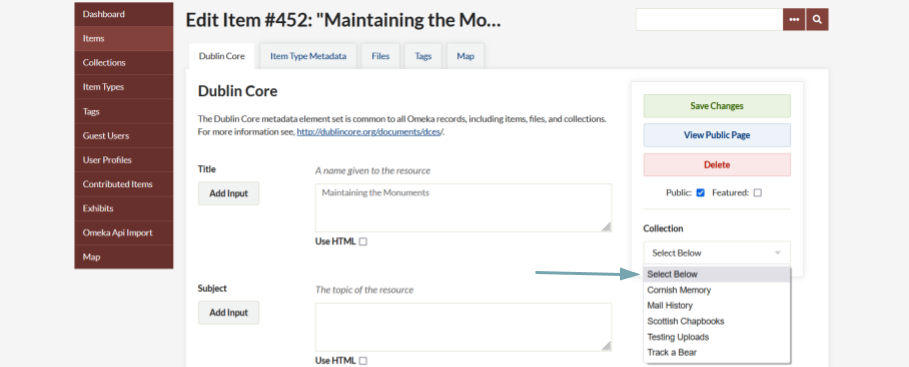 Dashboard
Items
Collections
Item Types
Tags
Guest Users
User Profiles
Contributed Items
Exhibits
Omeka Api Import
Map
Edit Item #452: "Maintaining the Mo...
Dublin Core
Item Type Metadata
Files
Tags
Map
Dublin Core
The Dublin Core metadata element set is common to all Omeka records, including items, files, and collections.
For more information see, http://dublincore.org/documents/dces/.
Title
Add Input
A name given to the resource
Maintaining the Monuments
Use HTML
Subject
Add Input
The topic of the resource
Use HTML
Save Changes
View Public Page
Delete
Public: Featured:
Collection
Select Below
Select Below
Cornish Memory
Mall History
Scottish Chapbooks
Testing Uploads
Track a Bear